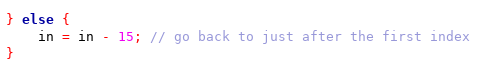 } else {
    in = in - 15; // go back to just after the first index
}